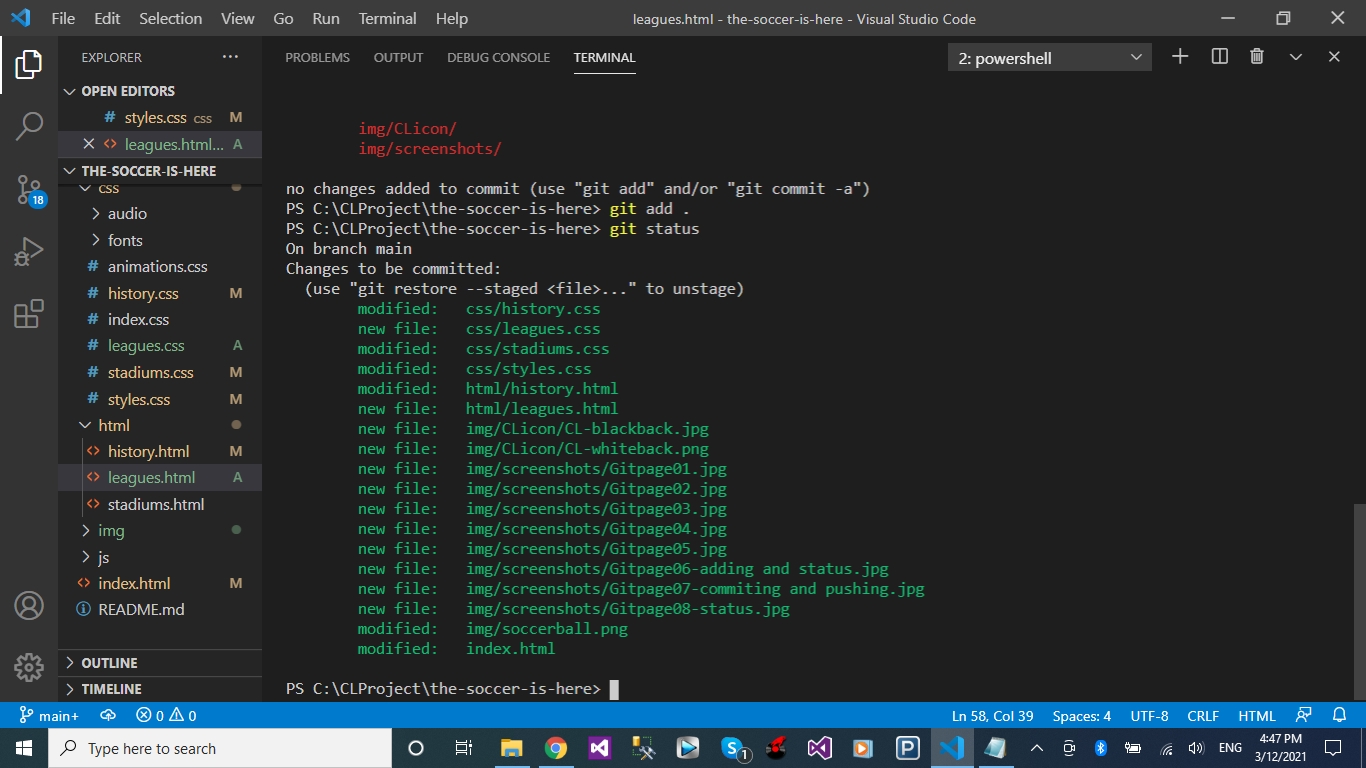 File Edit Selection View Go Run Terminal Help leagues.html - the-soccer-is-here - Visual Studio Code
EXPLORER
OPEN EDITORS
# styles.css css M
leagues.html... A
THE-SOCCER-IS-HERE
css
audio
fonts
# animations.css
# history.css M
# index.css
# leagues.css A
# stadiums.css M
# styles.css M
html
<> history.html M
<> leagues.html A
<> stadiums.html
img
js
<> index.html M
README.md
OUTLINE
TIMELINE
18
PROBLEMS OUTPUT DEBUG CONSOLE TERMINAL 2: powershell
img/CLicon/
img/screenshots/
no changes added to commit (use "git add" and/or "git commit -a")
PS C:\CLProject\the-soccer-is-here> git add .
PS C:\CLProject\the-soccer-is-here> git status
On branch main
Changes to be committed:
(use "git restore --staged <file>..." to unstage)
modified: css/history.css
new file: css/leagues.css
modified: css/stadiums.css
modified: css/styles.css
modified: html/history.html
new file: html/leagues.html
new file: img/CLicon/CL-blackback.jpg
new file: img/CLicon/CL-whiteback.png
new file: img/screenshots/Gitpage01.jpg
new file: img/screenshots/Gitpage02.jpg
new file: img/screenshots/Gitpage03.jpg
new file: img/screenshots/Gitpage04.jpg
new file: img/screenshots/Gitpage05.jpg
new file: img/screenshots/Gitpage06-adding and status.jpg
new file: img/screenshots/Gitpage07-commiting and pushing.jpg
new file: img/screenshots/Gitpage08-status.jpg
modified: img/soccerball.png
modified: index.html
PS C:\CLProject\the-soccer-is-here>
main+ 0 0 Ln 58, Col 39 Spaces: 4 UTF-8 CRLF HTML
Type here to search 1 ENG 4:47 PM
3/12/2021